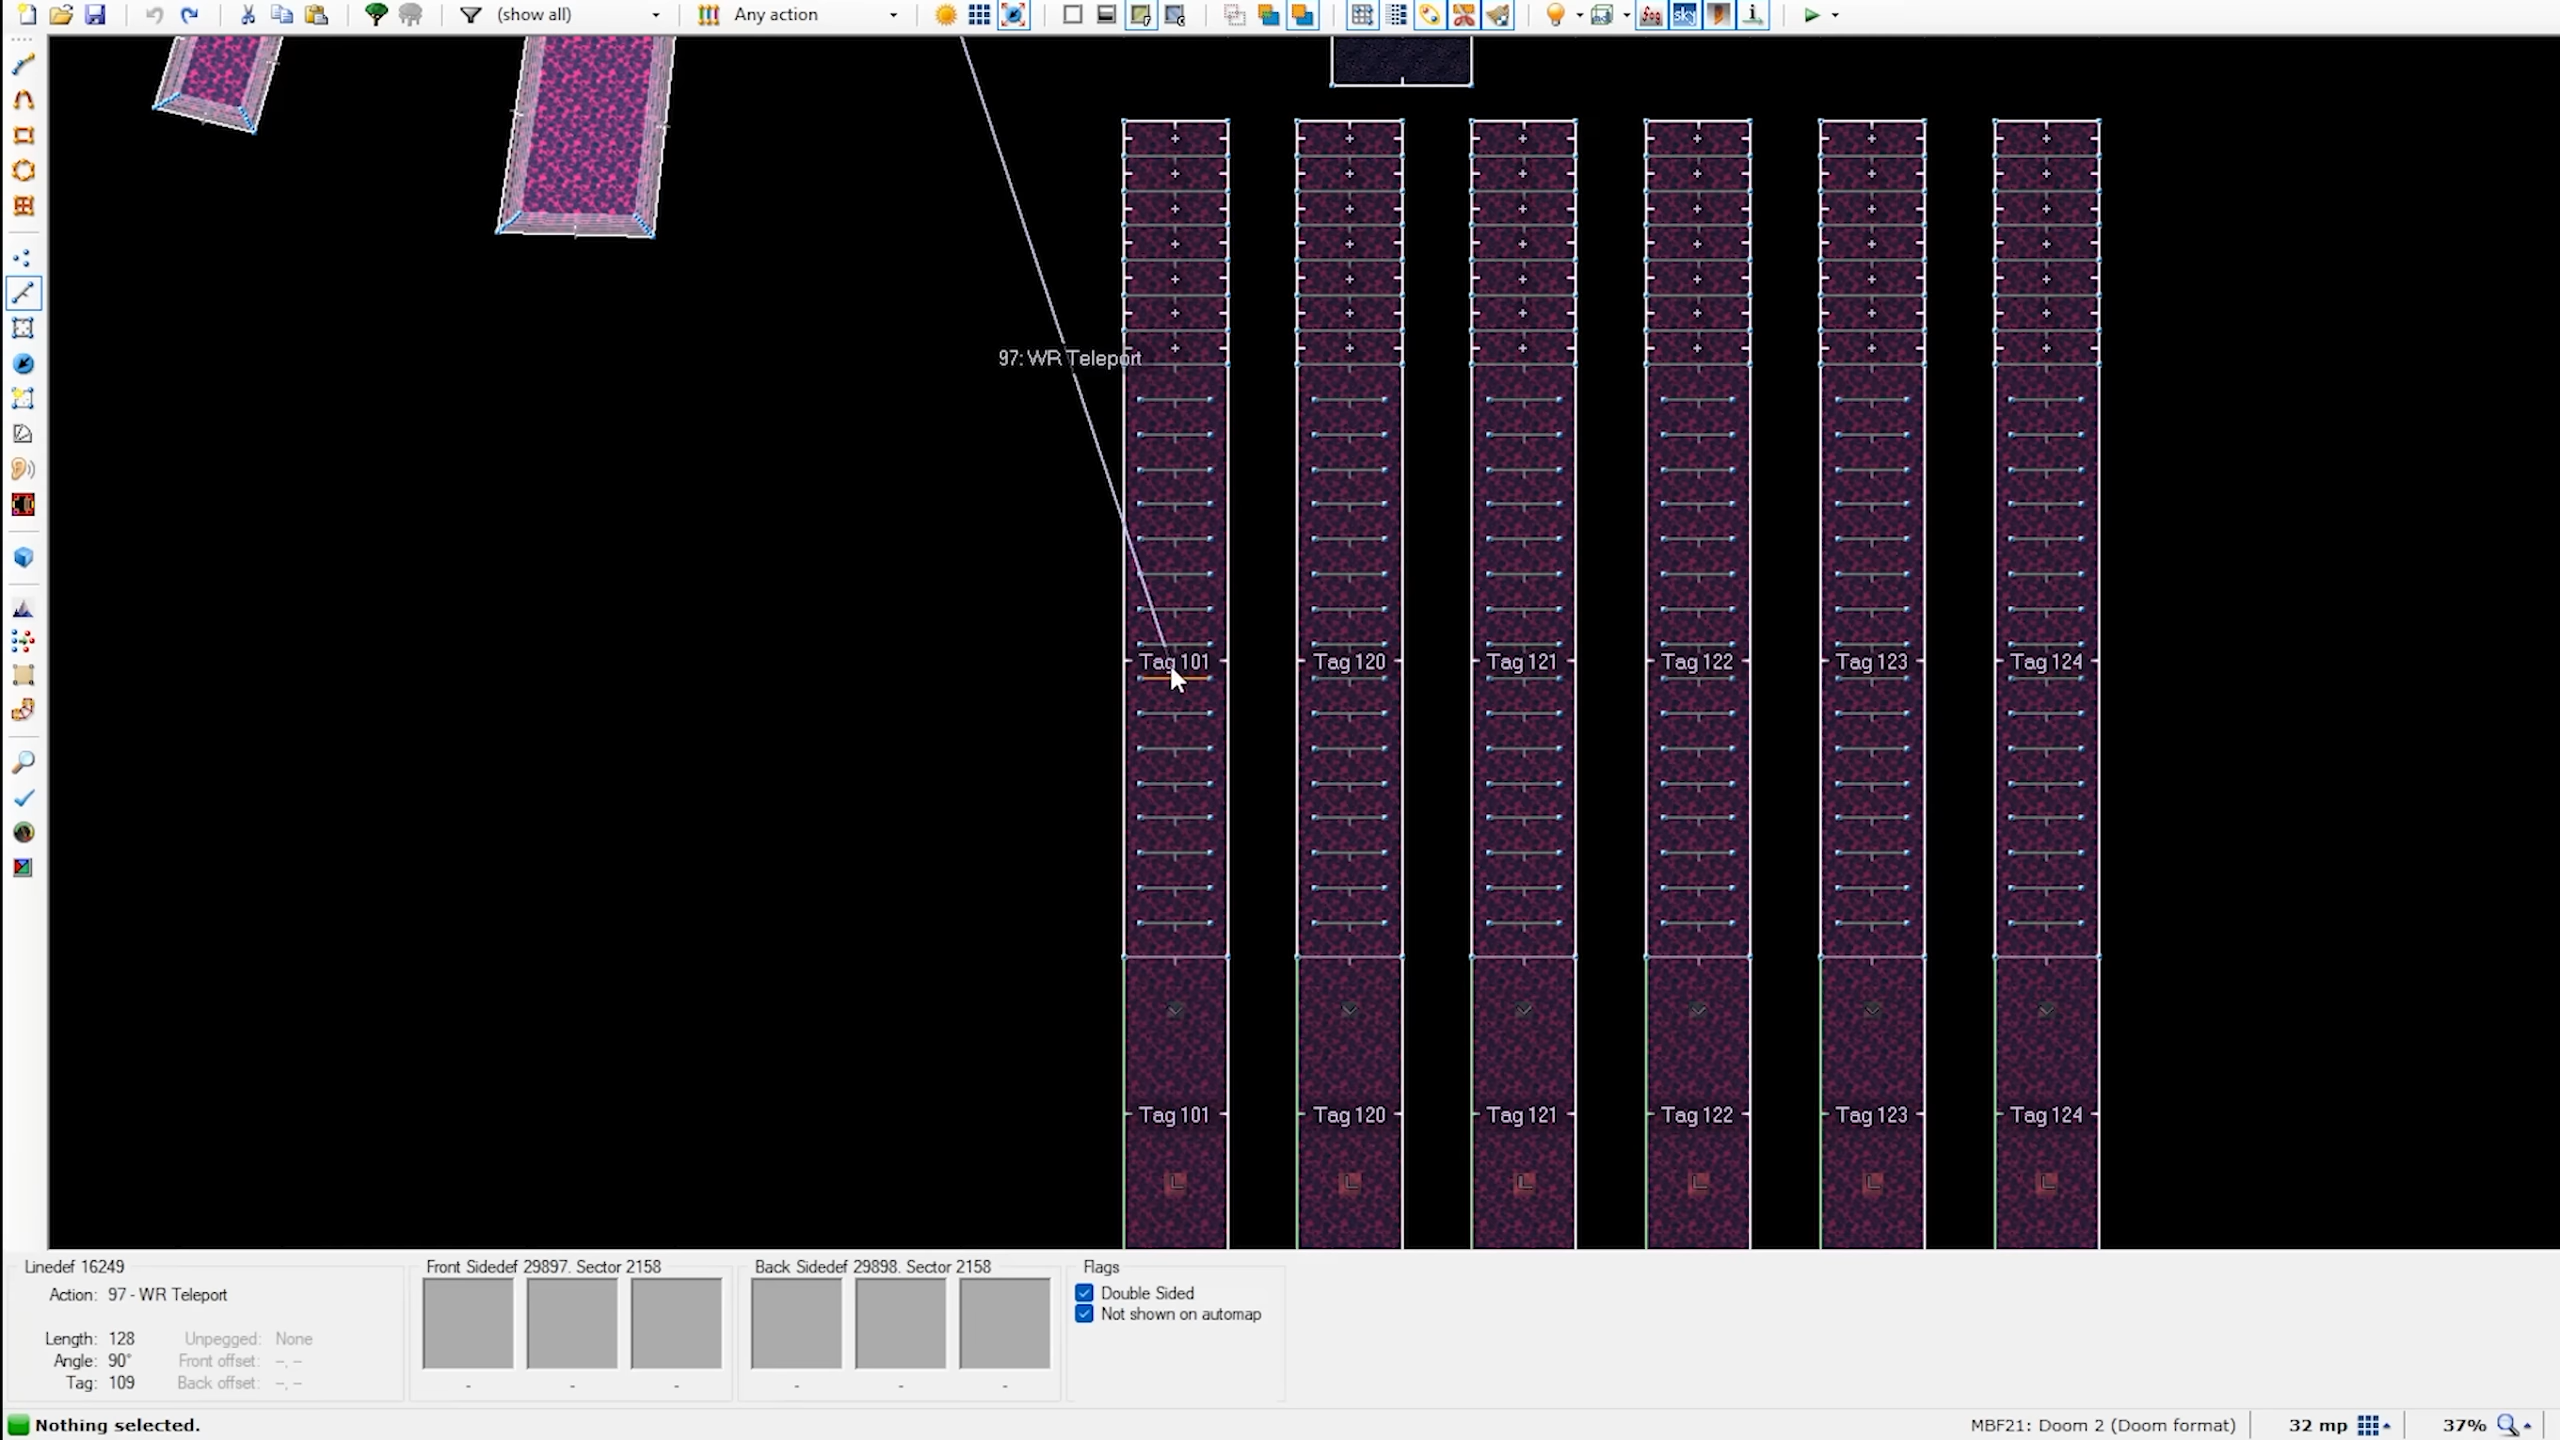 (show all)
Any action
fog
sky
97: WR Teleport
Tag 101
Tag 120
Tag 121
Tag 122
Tag 123
Tag 124
Tag 101
Tag 120
Tag 121
Tag 122
Tag 123
Tag 124
Linedef 16249
Action: 97 - WR Teleport
Length: 128
Unpegged: None
Angle: 90°
Front offset: --, --
Tag: 109
Back offset: --, --
Front Sidedef 29897. Sector 2158
- - -
Back Sidedef 29898. Sector 2158
- - -
Flags
Double Sided
Not shown on automap
Nothing selected.
MBF21: Doom 2 (Doom format)
32 mp
37%